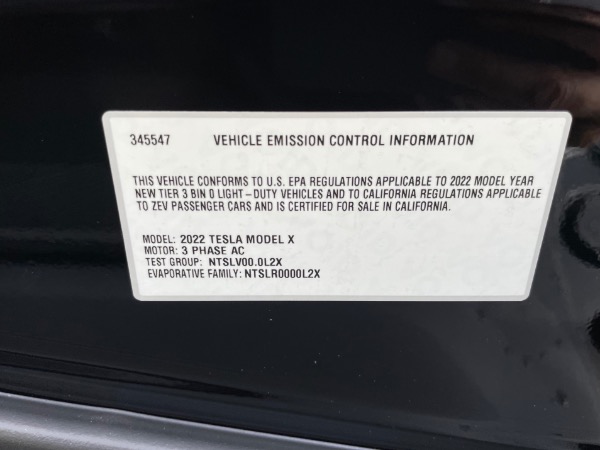 345547 VEHICLE EMISSION CONTROL INFORMATION
THIS VEHICLE CONFORMS TO U.S. EPA REGULATIONS APPLICABLE TO 2022 MODEL YEAR
NEW TIER 3 BIN 0 LIGHT-DUTY VEHICLES AND TO CALIFORNIA REGULATIONS APPLICABLE
TO ZEV PASSENGER CARS AND IS CERTIFIED FOR SALE IN CALIFORNIA.
MODEL: 2022 TESLA MODEL X
MOTOR: 3 PHASE AC
TEST GROUP: NTSLV00.0L2X
EVAPORATIVE FAMILY: NTSLR0000L2X